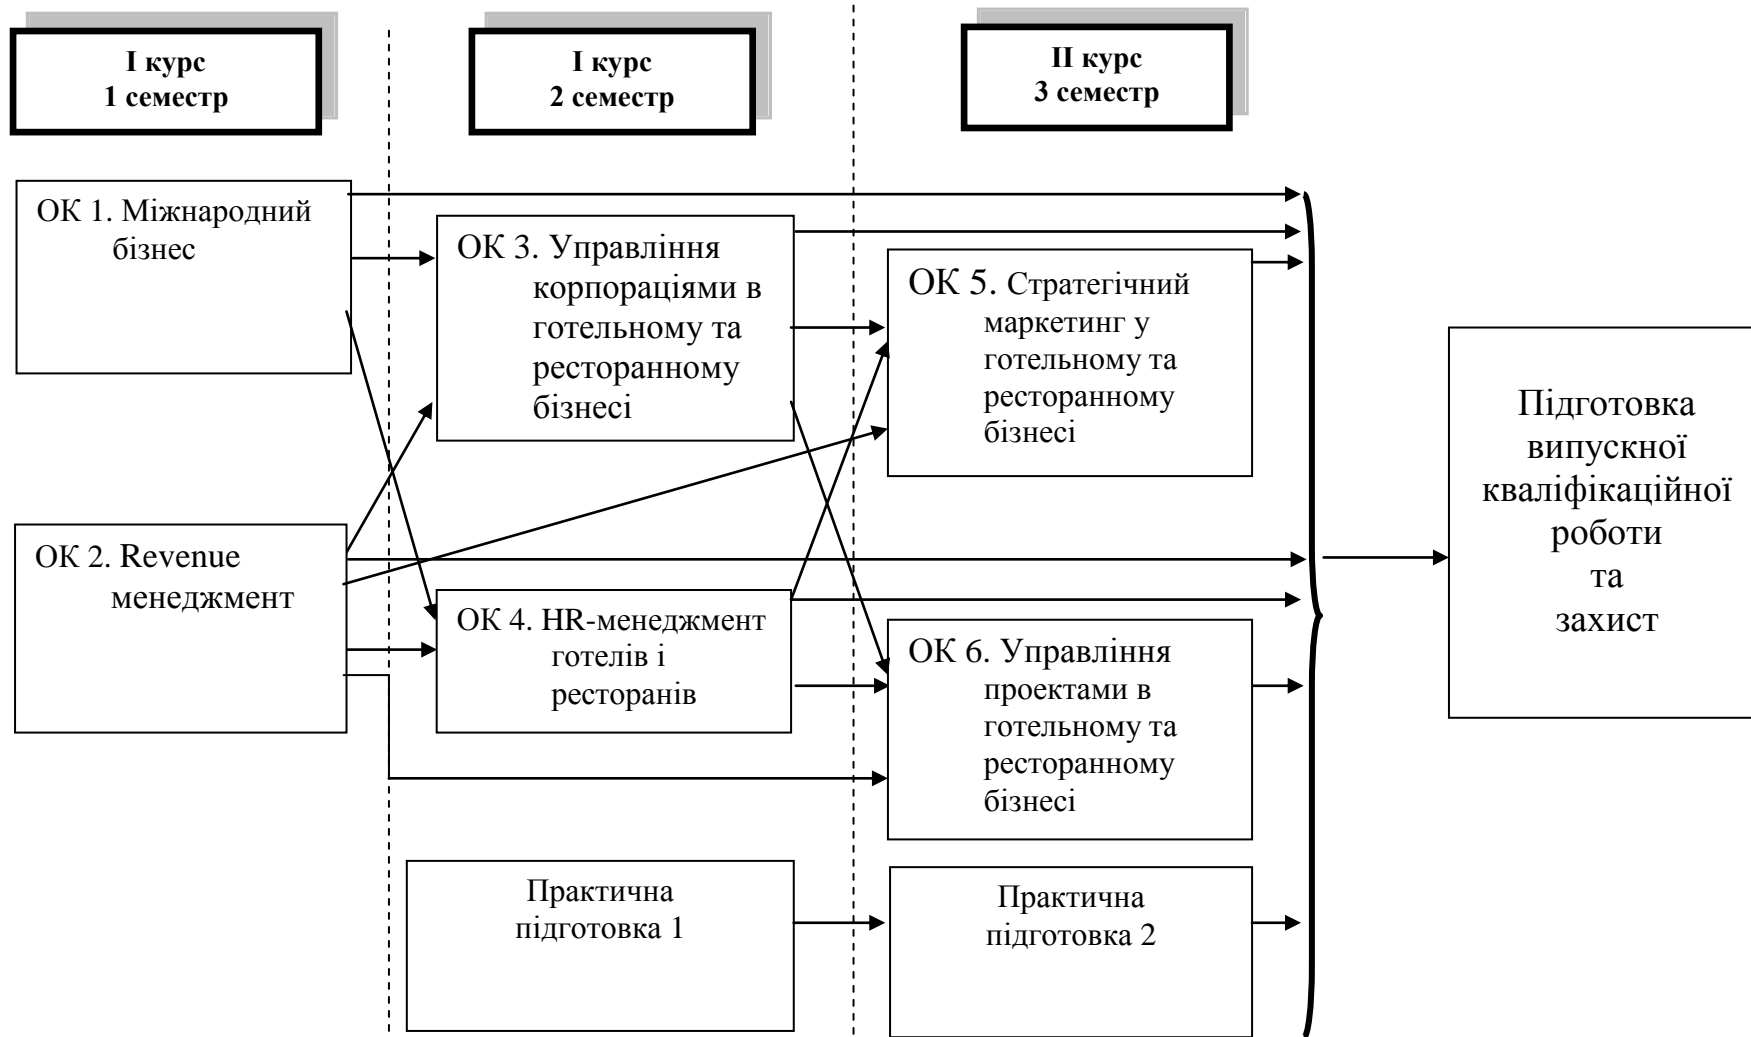 І курс
1 семестр
І курс
2 семестр
ІІ курс
3 семестр
ОК 1. Міжнародний
бізнес
ОК 2. Revenue
менеджмент
ОК 3. Управління
корпораціями в
готельному та
ресторанному
бізнесі
ОК 4. HR-менеджмент
готелів і
ресторанів
Практична
підготовка 1
ОК 5. Стратегічний
маркетинг у
готельному та
ресторанному
бізнесі
ОК 6. Управління
проектами в
готельному та
ресторанному
бізнесі
Практична
підготовка 2
Підготовка
випускної
кваліфікаційної
роботи
та
захист